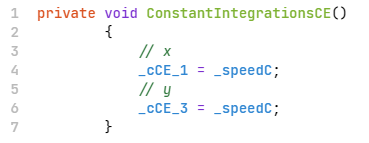 1 private void ConstantIntegrationsCE()
2 {
3 // x
4 _cCE_1 = _speedC;
5 // y
6 _cCE_3 = _speedC;
7 }